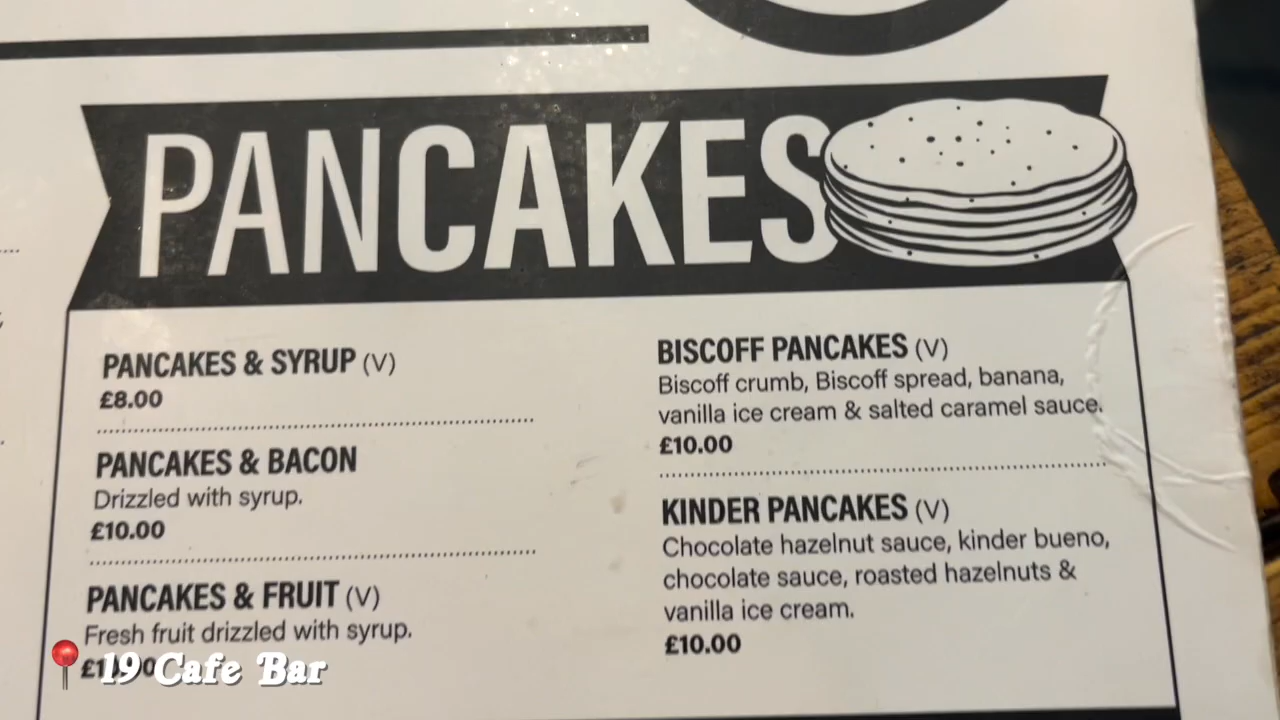 PANCAKES
PANCAKES & SYRUP (V)
£8.00
PANCAKES & BACON
Drizzled with syrup.
£10.00
PANCAKES & FRUIT (V)
Fresh fruit drizzled with syrup.
BISCOFF PANCAKES (V)
Biscoff crumb, Biscoff spread, banana,
vanilla ice cream & salted caramel sauce.
£10.00
KINDER PANCAKES (V)
Chocolate hazelnut sauce, kinder bueno,
chocolate sauce, roasted hazelnuts &
vanilla ice cream.
£10.00
19 Cafe Bar